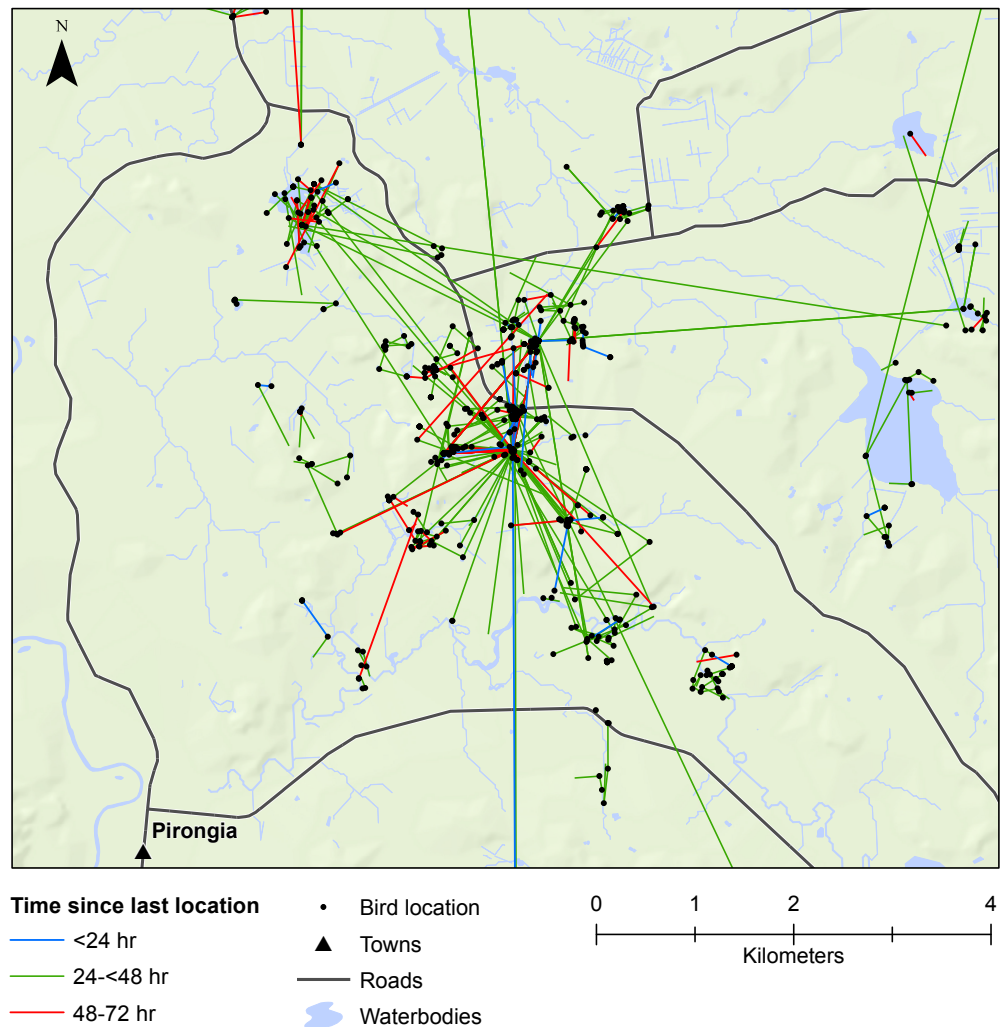 N
Pirongia
Time since last location
<24 hr
24-<48 hr
48-72 hr
Bird location
Towns
Roads
Waterbodies
0 1 2 4
Kilometers